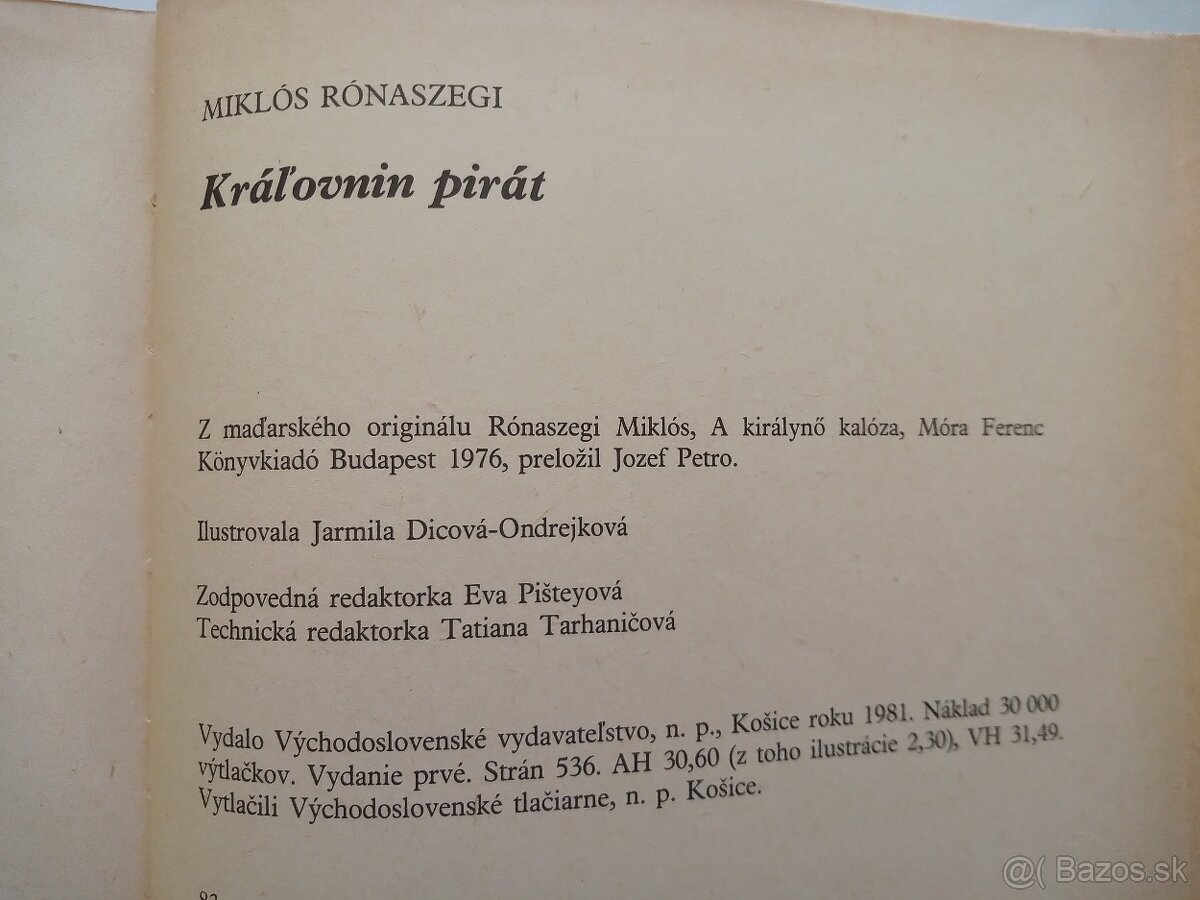 MIKLÓS RÓNASZEGI
Kráľovnin pirát
Z maďarského originálu Rónaszegi Miklós, A királynő kalóza, Móra Ferenc
Könyvkiadó Budapest 1976, preložil Jozef Petro.
Ilustrovala Jarmila Dicová-Ondrejková
Zodpovedná redaktorka Eva Pišteyová
Technická redaktorka Tatiana Tarhaničová
Vydalo Východoslovenské vydavateľstvo, n. p., Košice roku 1981. Náklad 30 000
výtlačkov. Vydanie prvé. Strán 536. AH 30,60 (z toho ilustrácie 2,30), VH 31,49.
Vytlačili Východoslovenské tlačiarne, n. p. Košice.
@( Bazos.sk